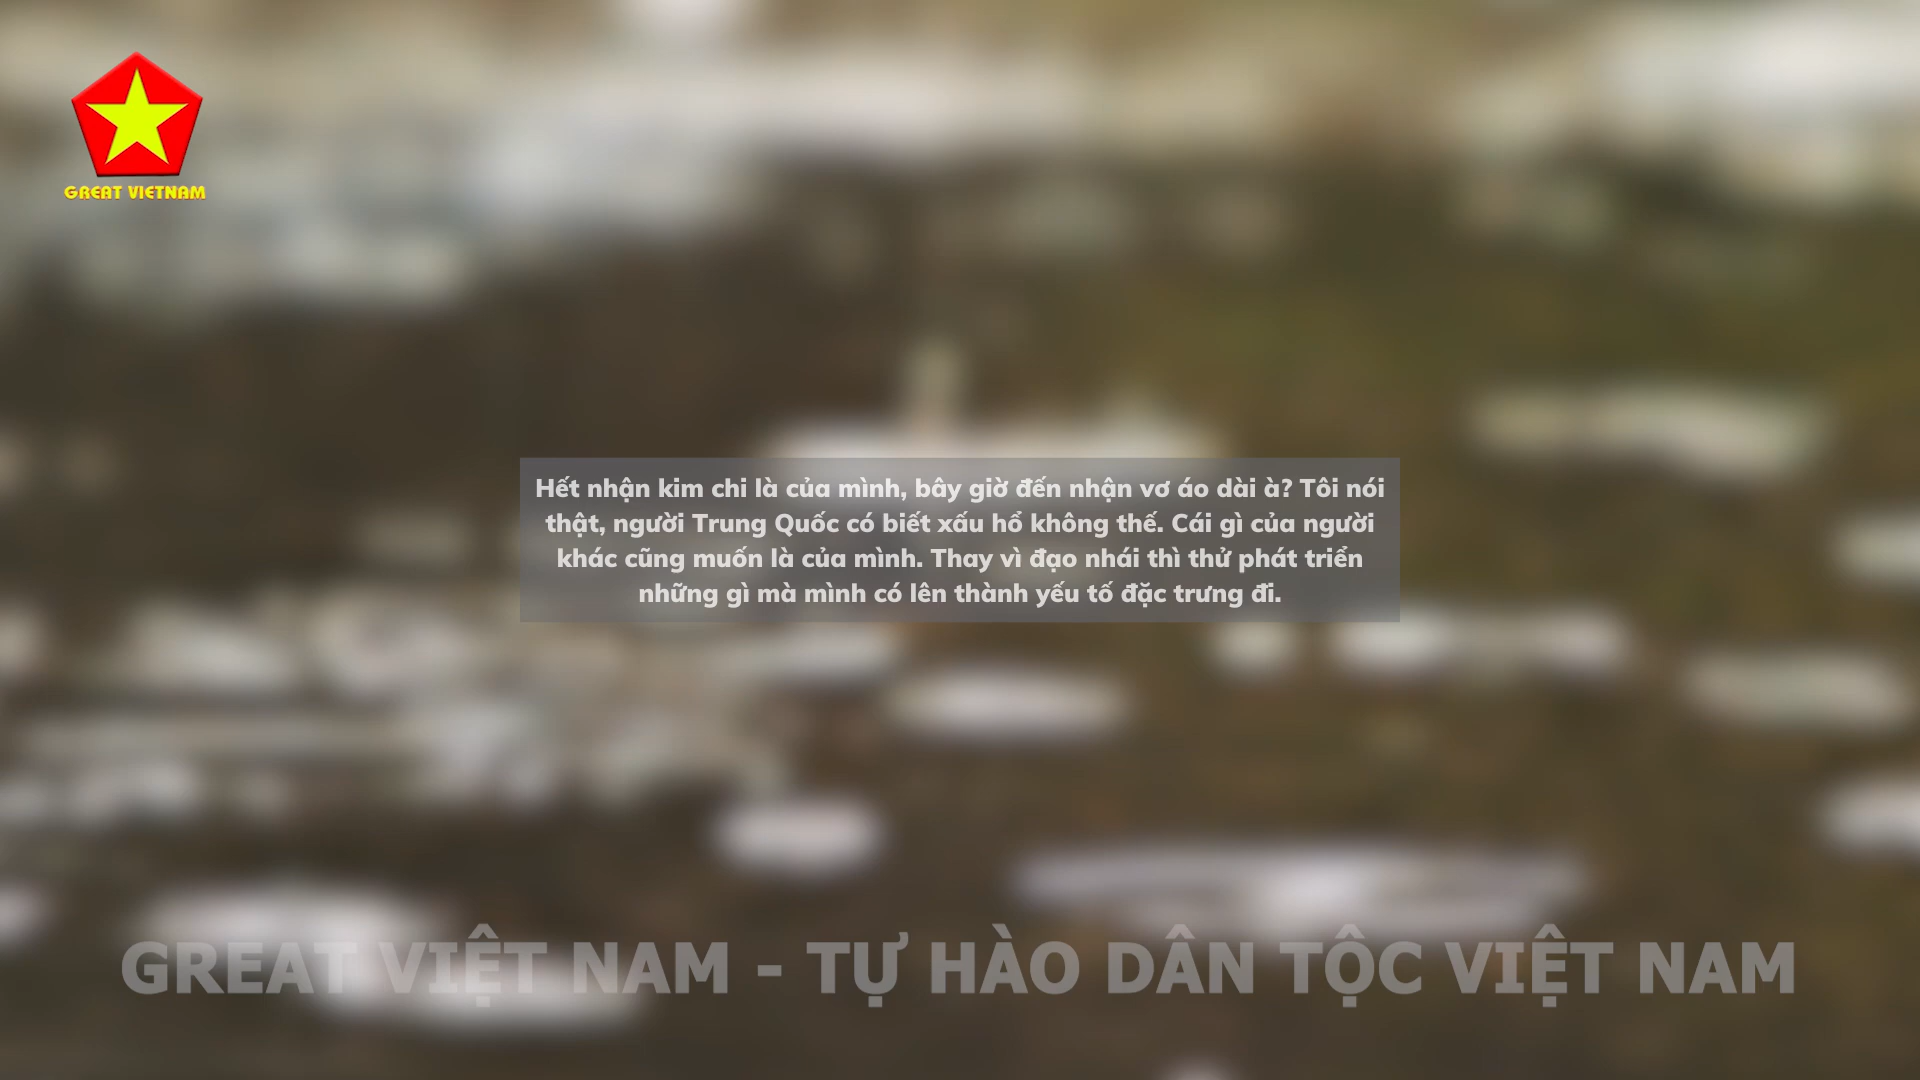 GREAT VIETNAM
Hết nhận kim chi là của mình, bây giờ đến nhận vơ áo dài à? Tôi nói
thật, người Trung Quốc có biết xấu hổ không thế. Cái gì của người
khác cũng muốn là của mình. Thay vì đạo nhái thì thử phát triển
những gì mà mình có lên thành yếu tố đặc trưng đi.
GREAT VIỆT NAM - TỰ HÀO DÂN TỘC VIỆT NAM